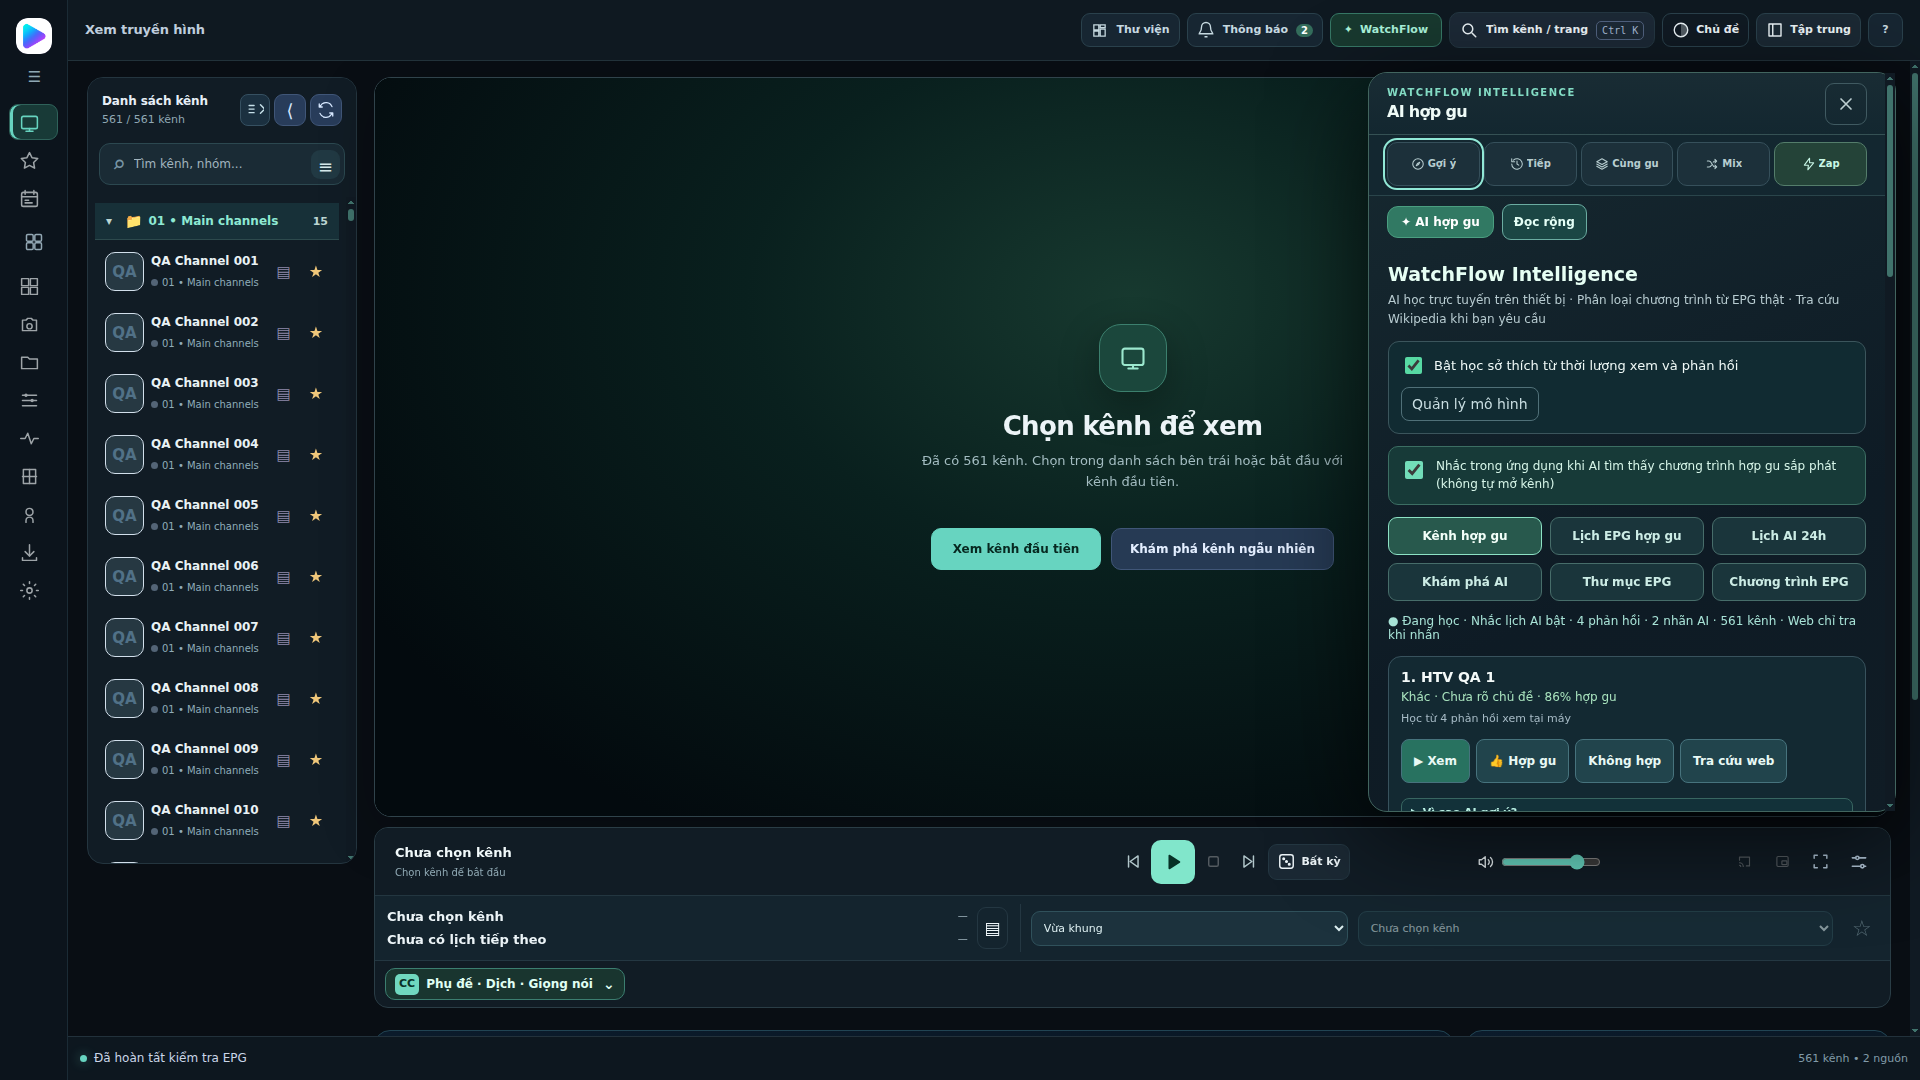 Xem truyền hình
Thư viện
Thông báo 2
✦ WatchFlow
Tìm kênh / trang Ctrl K
Chủ đề
Tập trung
?
Danh sách kênh
561 / 561 kênh
Tìm kênh, nhóm...
01 • Main channels 15
QA QA Channel 001
01 • Main channels
QA QA Channel 002
01 • Main channels
QA QA Channel 003
01 • Main channels
QA QA Channel 004
01 • Main channels
QA QA Channel 005
01 • Main channels
QA QA Channel 006
01 • Main channels
QA QA Channel 007
01 • Main channels
QA QA Channel 008
01 • Main channels
QA QA Channel 009
01 • Main channels
QA QA Channel 010
01 • Main channels
Chọn kênh để xem
Đã có 561 kênh. Chọn trong danh sách bên trái hoặc bắt đầu với
kênh đầu tiên.
Xem kênh đầu tiên
Khám phá kênh ngẫu nhiên
WATCHFLOW INTELLIGENCE
AI hợp gu
Gợi ý
Tiếp
Cùng gu
Mix
Zap
✦ AI hợp gu
Đọc rộng
WatchFlow Intelligence
AI học trực tuyến trên thiết bị · Phân loại chương trình từ EPG thật · Tra cứu
Wikipedia khi bạn yêu cầu
Bật học sở thích từ thời lượng xem và phản hồi
Quản lý mô hình
Nhắc trong ứng dụng khi AI tìm thấy chương trình hợp gu sắp phát
(không tự mở kênh)
Kênh hợp gu
Lịch EPG hợp gu
Lịch AI 24h
Khám phá AI
Thư mục EPG
Chương trình EPG
● Đang học · Nhắc lịch AI bật · 4 phản hồi · 2 nhãn AI · 561 kênh · Web chỉ tra
khi nhấn
1. HTV QA 1
Khác · Chưa rõ chủ đề · 86% hợp gu
Học từ 4 phản hồi xem tại máy
▶ Xem
👍 Hợp gu
Không hợp
Tra cứu web
▶ Vì sao AI gợi ý?
Chưa chọn kênh
Chọn kênh để bắt đầu
Bất kỳ
Chưa chọn kênh —
Chưa có lịch tiếp theo —
Vừa khung
Chưa chọn kênh
CC Phụ đề · Dịch · Giọng nói
Đã hoàn tất kiểm tra EPG
561 kênh • 2 nguồn